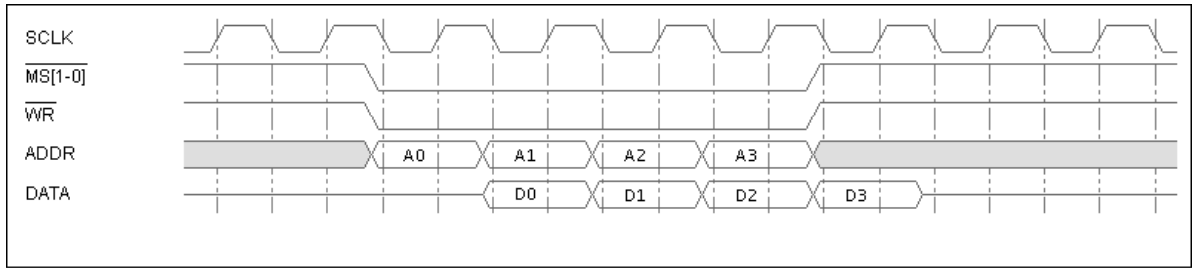 SCLK
MS[1-0]
WR
ADDR A0 A1 A2 A3
DATA D0 D1 D2 D3